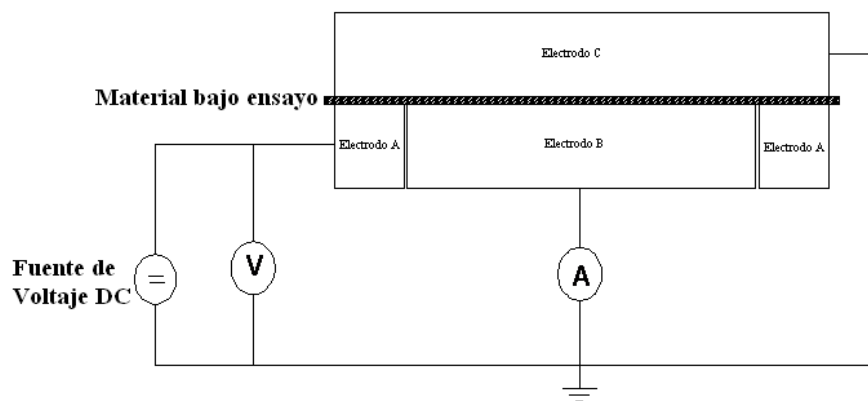 Electrodo C
Material bajo ensayo
Electrodo A
Electrodo B
Electrodo A
V
A
=
Fuente de
Voltaje DC